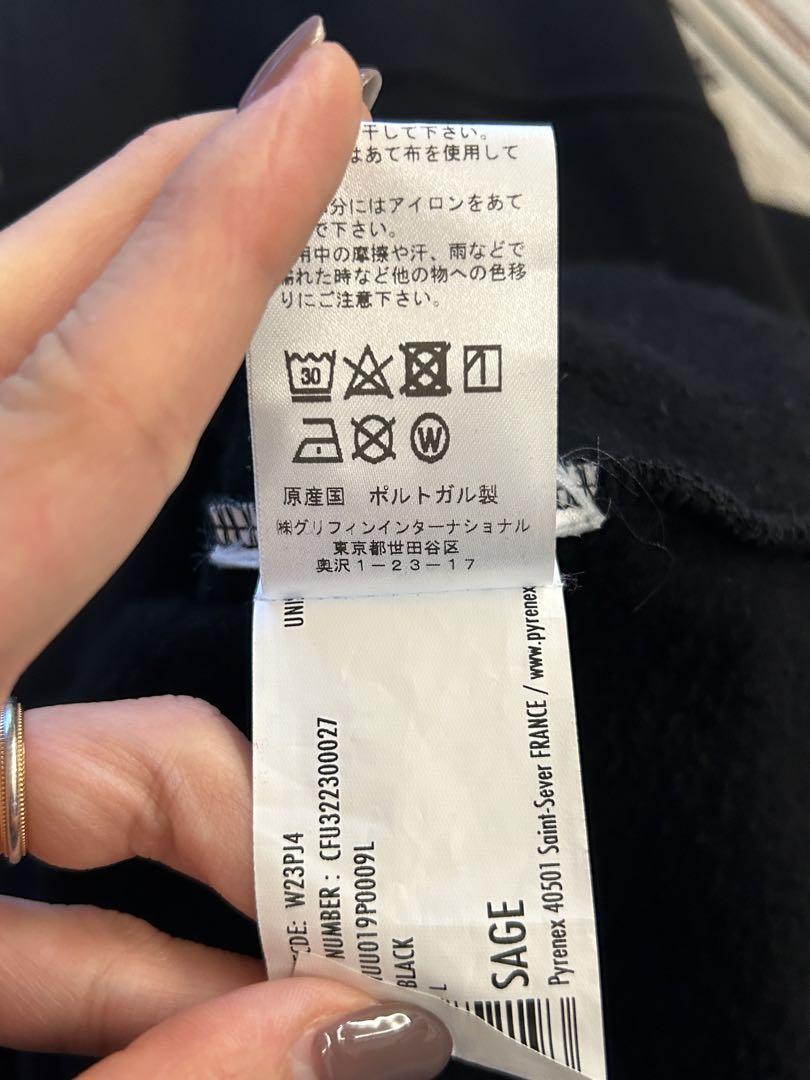 干して下さい。
はあて布を使用して
分にはアイロンをあて
で下さい。
用中の摩擦や汗、雨などで
濡れた時など他の物への色移
りにご注意下さい。
30
W
原産国 ポルトガル製
㈱グリフィンインターナショナル
東京都世田谷区
奥沢1-23-17
UNIS
CDE: W23PJ4
NUMBER: CFU322300027
UU019P0009L
BLACK
L
SAGE
Pyrenex 40501 Saint-Sever FRANCE / www.pyrenex